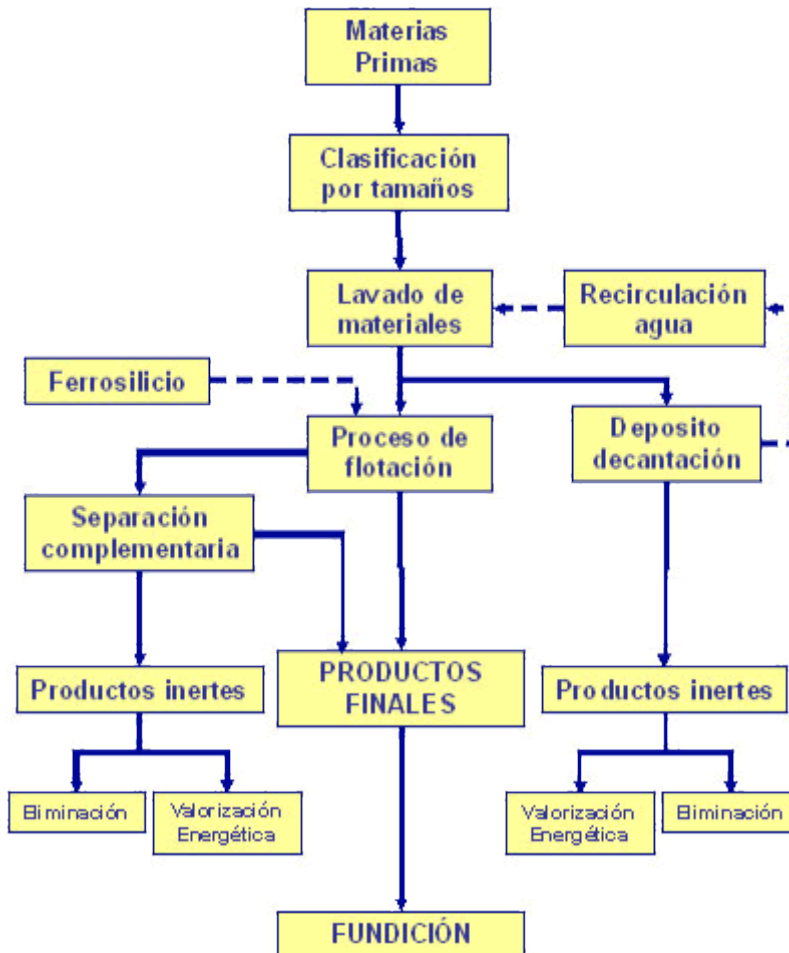 Materias
Primas
Clasificación
por tamaños
Lavado de
materiales
Recirculación
agua
Ferrosilicio
Proceso de
flotación
Deposito
decantación
Separación
complementaria
Productos inertes
PRODUCTOS
FINALES
Productos inertes
Eliminación
Valorización
Energética
Valorización
Energética
Eliminación
FUNDICIÓN